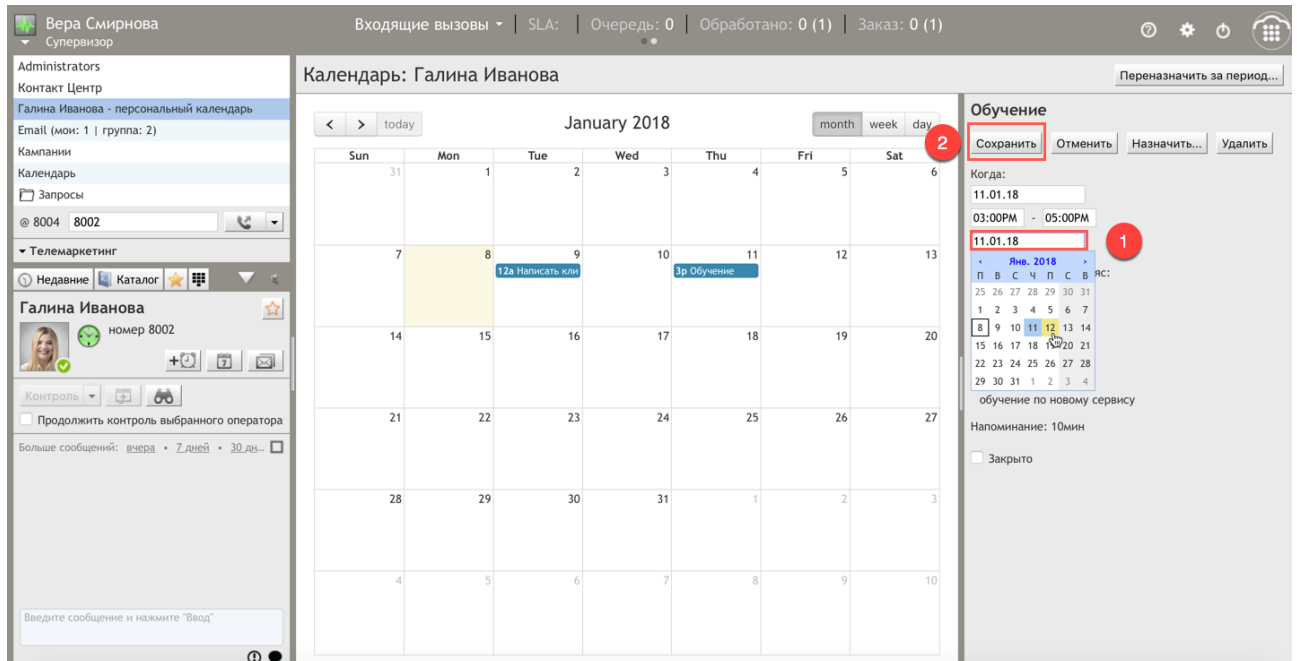 Вера Смирнова
Супервизор
Входящие вызовы SLA: Очередь: 0 Обработано: 0 (1) Заказ: 0 (1)
Administrators
Контакт Центр
Галина Иванова - персональный календарь
Email (мои: 1 | группа: 2)
Кампании
Календарь
Запросы
@ 8004 8002
Телемаркетинг
Недавние Каталог
Галина Иванова
номер 8002
7
Контроль
Продолжить контроль выбранного оператора
Больше сообщений: вчера • 7 дней • 30 дн...
Введите сообщение и нажмите "Ввод"
Календарь: Галина Иванова
Переназначить за период...
today January 2018 month week day
Sun Mon Tue Wed Thu Fri Sat
31 1 2 3 4 5 6
7 8 9 10 11 12 13
12a Написать кли 3p Обучение
14 15 16 17 18 19 20
21 22 23 24 25 26 27
28 29 30 31 1 2 3
4 5 6 7 8 9 10
Обучение
2
Сохранить Отменить Назначить... Удалить
Когда:
11.01.18
03:00PM - 05:00PM
11.01.18
1
‹ Янв. 2018 ›
П В С Ч П С В яс:
25 26 27 28 29 30 31
1 2 3 4 5 6 7
8 9 10 11 12 13 14
15 16 17 18 19 20 21
22 23 24 25 26 27 28
29 30 31 1 2 3 4
обучение по новому сервису
Напоминание: 10мин
Закрыто